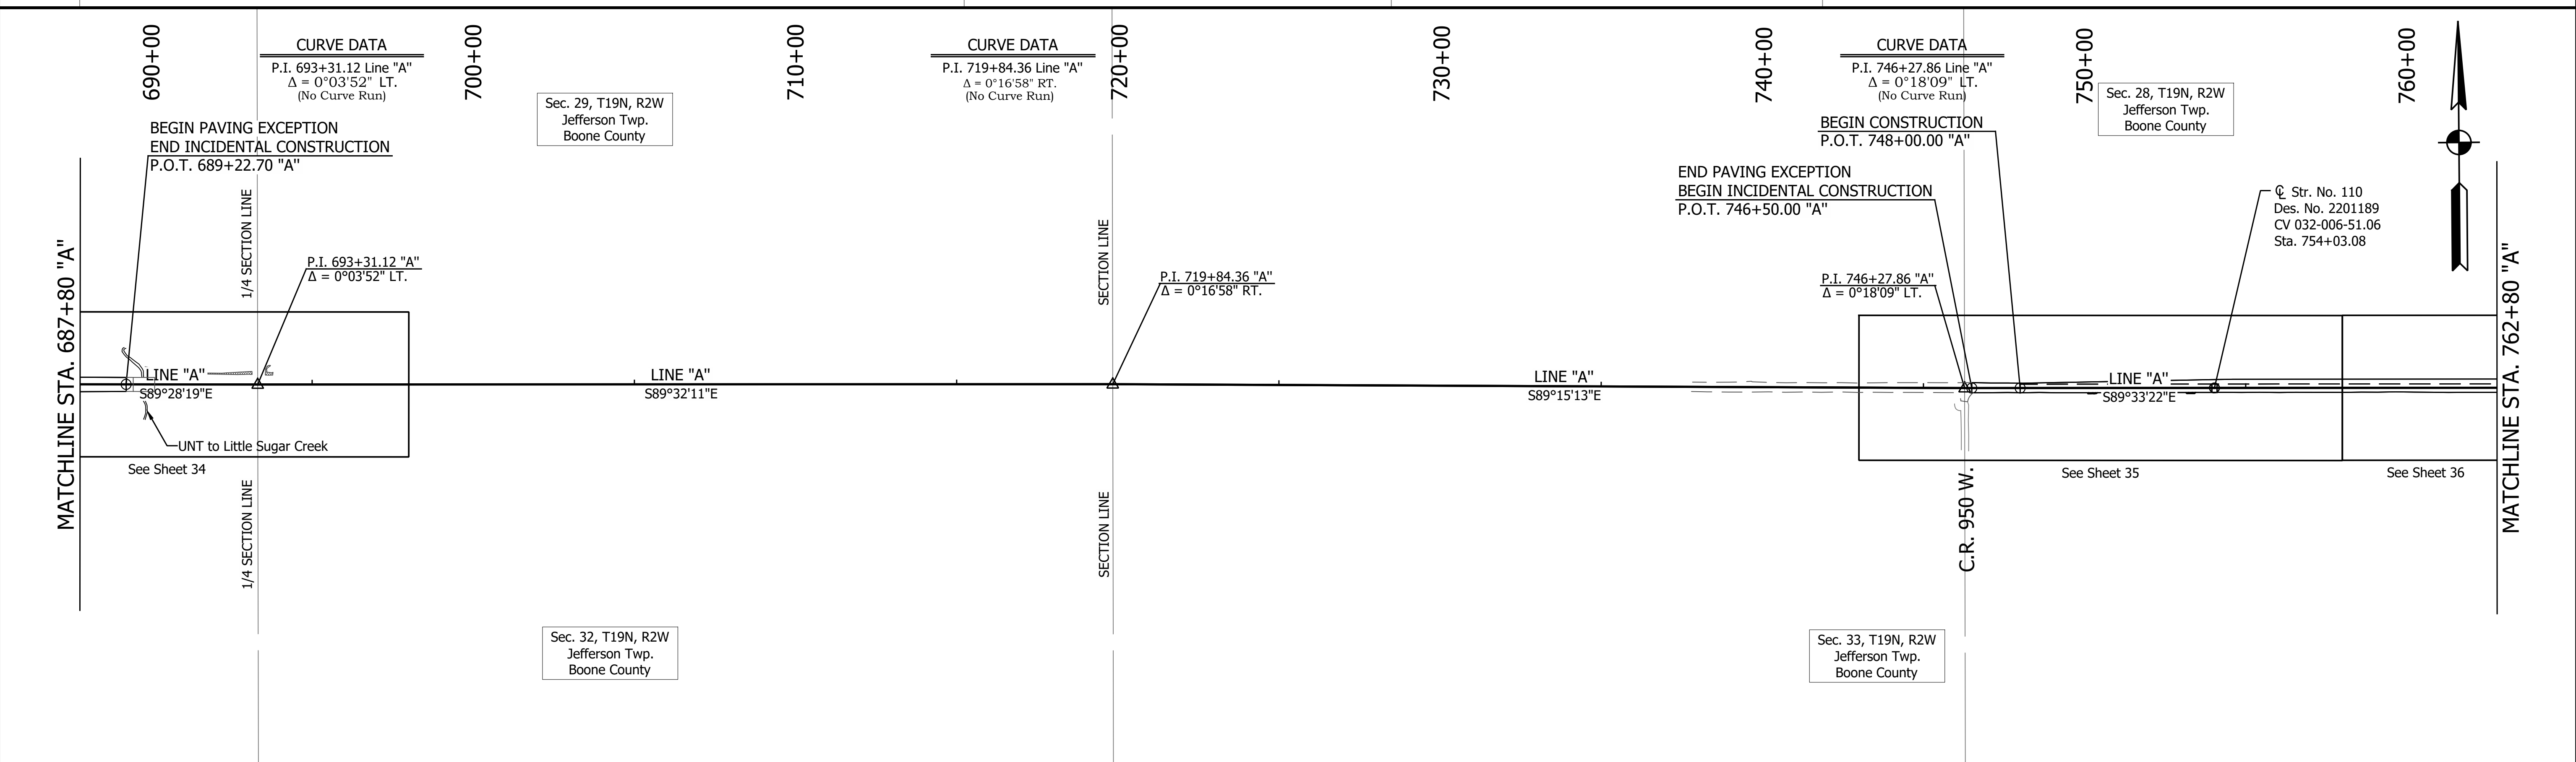 690+00
CURVE DATA
P.I. 693+31.12 Line "A"
Δ = 0°03'52" LT.
(No Curve Run)
700+00
710+00
CURVE DATA
P.I. 719+84.36 Line "A"
Δ = 0°16'58" RT.
(No Curve Run)
720+00
730+00
740+00
CURVE DATA
P.I. 746+27.86 Line "A"
Δ = 0°18'09" LT.
(No Curve Run)
750+00
760+00
Sec. 29, T19N, R2W
Jefferson Twp.
Boone County
Sec. 28, T19N, R2W
Jefferson Twp.
Boone County
BEGIN PAVING EXCEPTION
END INCIDENTAL CONSTRUCTION
P.O.T. 689+22.70 "A"
BEGIN CONSTRUCTION
P.O.T. 748+00.00 "A"
END PAVING EXCEPTION
BEGIN INCIDENTAL CONSTRUCTION
P.O.T. 746+50.00 "A"
℄ Str. No. 110
Des. No. 2201189
CV 032-006-51.06
Sta. 754+03.08
1/4 SECTION LINE
SECTION LINE
P.I. 693+31.12 "A"
Δ = 0°03'52" LT.
P.I. 719+84.36 "A"
Δ = 0°16'58" RT.
P.I. 746+27.86 "A"
Δ = 0°18'09" LT.
MATCHLINE STA. 687+80 "A"
MATCHLINE STA. 762+80 "A"
LINE "A"
S89°28'19"E
LINE "A"
S89°32'11"E
LINE "A"
S89°15'13"E
LINE "A"
S89°33'22"E
UNT to Little Sugar Creek
See Sheet 34
See Sheet 35
See Sheet 36
1/4 SECTION LINE
SECTION LINE
C.R. 950 W.
Sec. 32, T19N, R2W
Jefferson Twp.
Boone County
Sec. 33, T19N, R2W
Jefferson Twp.
Boone County